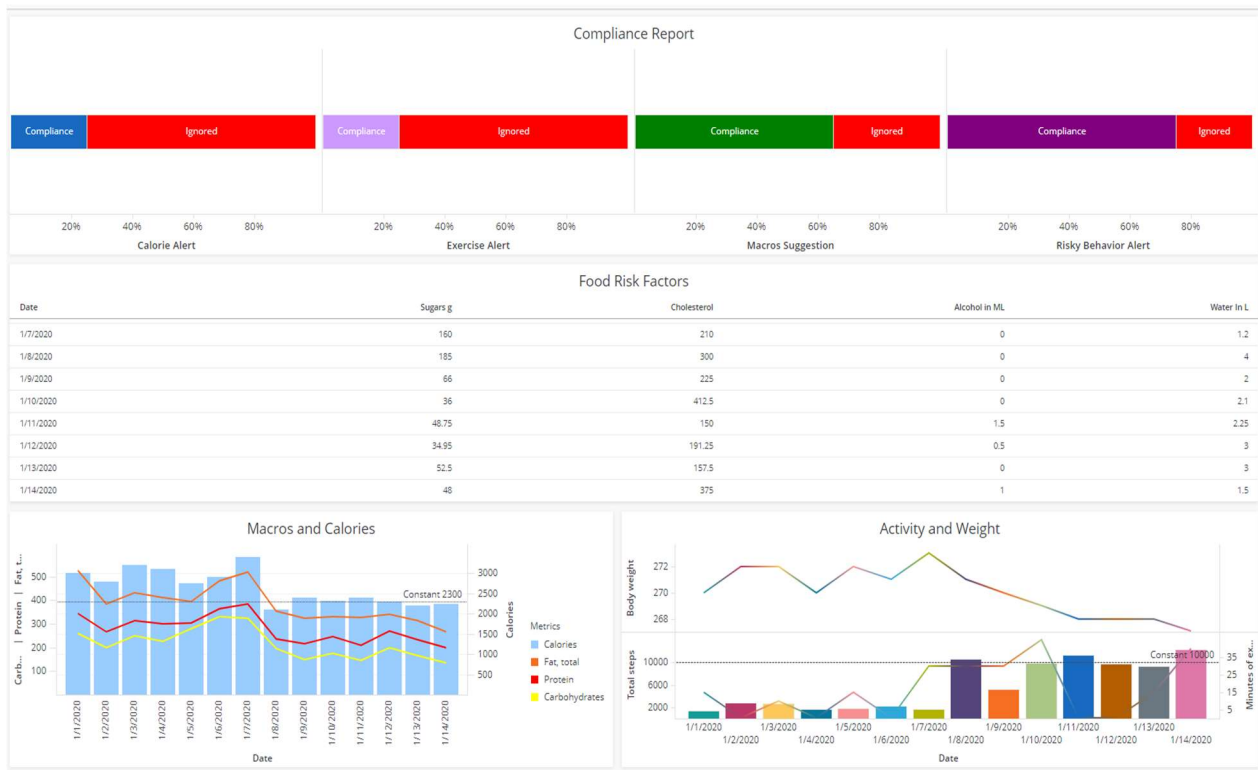 Compliance Report
Compliance Ignored Compliance Ignored Compliance Ignored Compliance Ignored
20% 40% 60% 80% 20% 40% 60% 80% 20% 40% 60% 80% 20% 40% 60% 80%
Calorie Alert Exercise Alert Macros Suggestion Risky Behavior Alert
Food Risk Factors
Date Sugars g Cholesterol Alcohol in ML Water In L
1/7/2020 160 210 0 1.2
1/8/2020 185 300 0 4
1/9/2020 66 225 0 2
1/10/2020 36 412.5 0 2.1
1/11/2020 48.75 150 1.5 2.25
1/12/2020 34.95 191.25 0.5 3
1/13/2020 52.5 157.5 0 3
1/14/2020 48 375 1 1.5
Macros and Calories
Carb... | Protein | Fat, t...
500
400
300
200
100
Constant 2300
3000
2500
2000
1500
1000
500
Calories
Metrics
Calories
Fat, total
Protein
Carbohydrates
1/1/2020 1/2/2020 1/3/2020 1/4/2020 1/5/2020 1/6/2020 1/7/2020 1/8/2020 1/9/2020 1/10/2020 1/11/2020 1/12/2020 1/13/2020 1/14/2020
Date
Activity and Weight
Body weight
272
270
268
Total steps
10000
6000
2000
Constant 10000
35
25
15
5
Minutes of ex...
1/1/2020 1/3/2020 1/5/2020 1/7/2020 1/9/2020 1/11/2020 1/13/2020
1/2/2020 1/4/2020 1/6/2020 1/8/2020 1/10/2020 1/12/2020 1/14/2020
Date